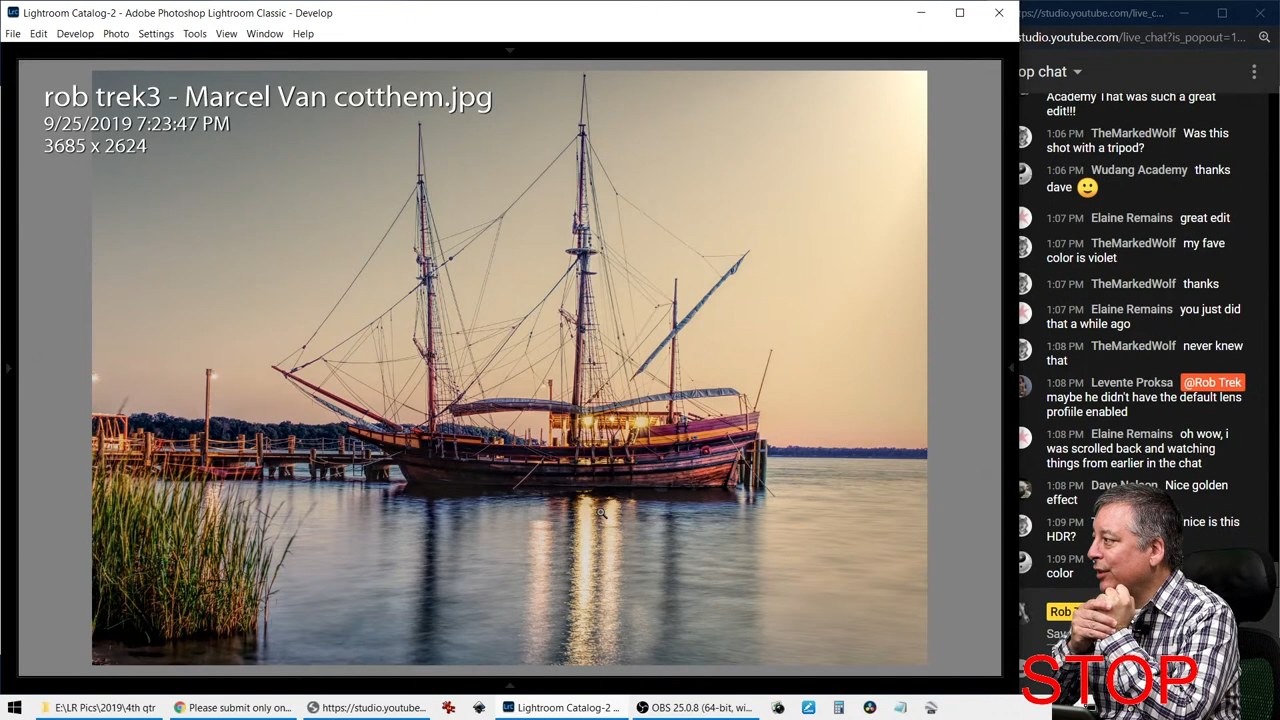 Lightroom Catalog-2 - Adobe Photoshop Lightroom Classic - Develop
File Edit Develop Photo Settings Tools View Window Help
rob trek3 - Marcel Van cotthem.jpg
9/25/2019 7:23:47 PM
3685 x 2624
ps://studio.youtube.com/live_c...
studio.youtube.com/live_chat?is_popout=1...
op chat
Academy That was such a great
edit!!!
1:06 PM TheMarkedWolf Was this
shot with a tripod?
1:06 PM Wudang Academy thanks
dave
1:07 PM Elaine Remains great edit
1:07 PM TheMarkedWolf my fave
color is violet
1:07 PM TheMarkedWolf thanks
1:07 PM Elaine Remains you just did
that a while ago
1:08 PM TheMarkedWolf never knew
that
1:08 PM Levente Proksa @Rob Trek
maybe he didn't have the default lens
profile enabled
1:08 PM Elaine Remains oh wow, i
was scrolled back and watching
things from earlier in the chat
1:08 PM Dave Nelson Nice golden
effect
1:09 PM nice is this
HDR?
1:09 PM
color
Rob
STOP
E:\LR Pics\2019\4th qtr
Please submit only on...
https://studio.youtube...
Lightroom Catalog-2 ...
OBS 25.0.8 (64-bit, wi...